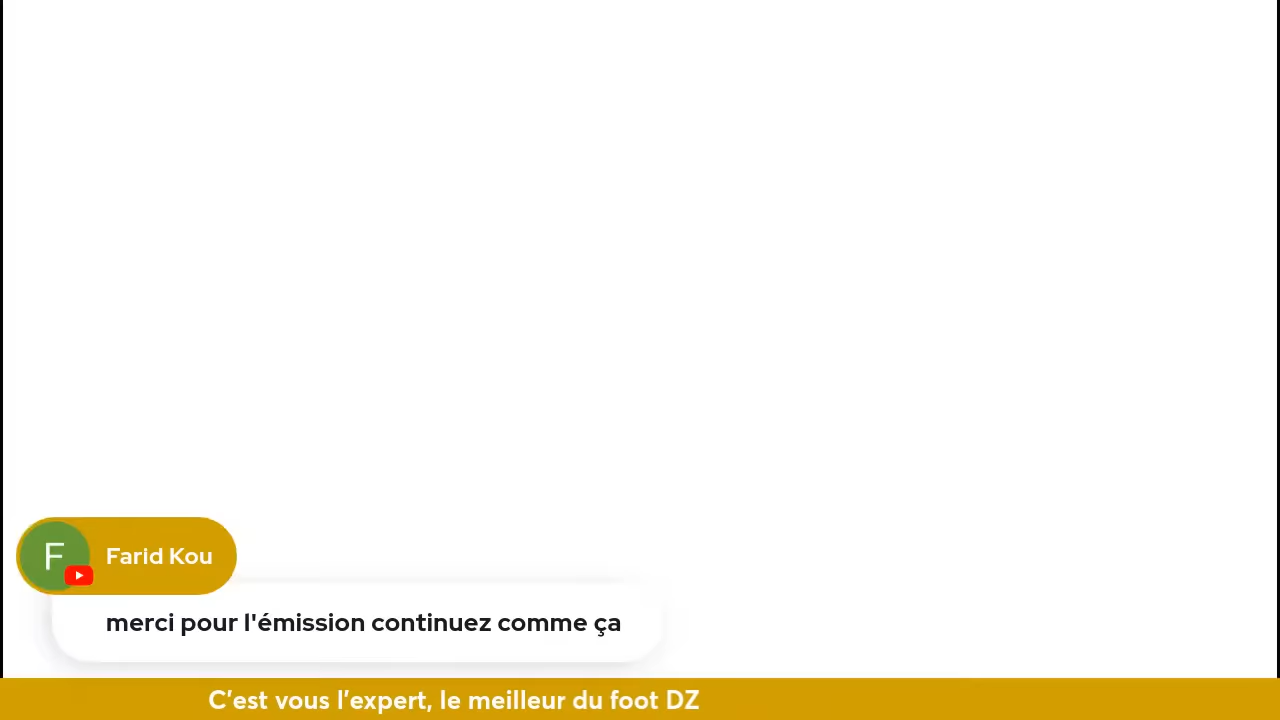 F
Farid Kou
merci pour l'émission continuez comme ça
C'est vous l'expert, le meilleur du foot DZ